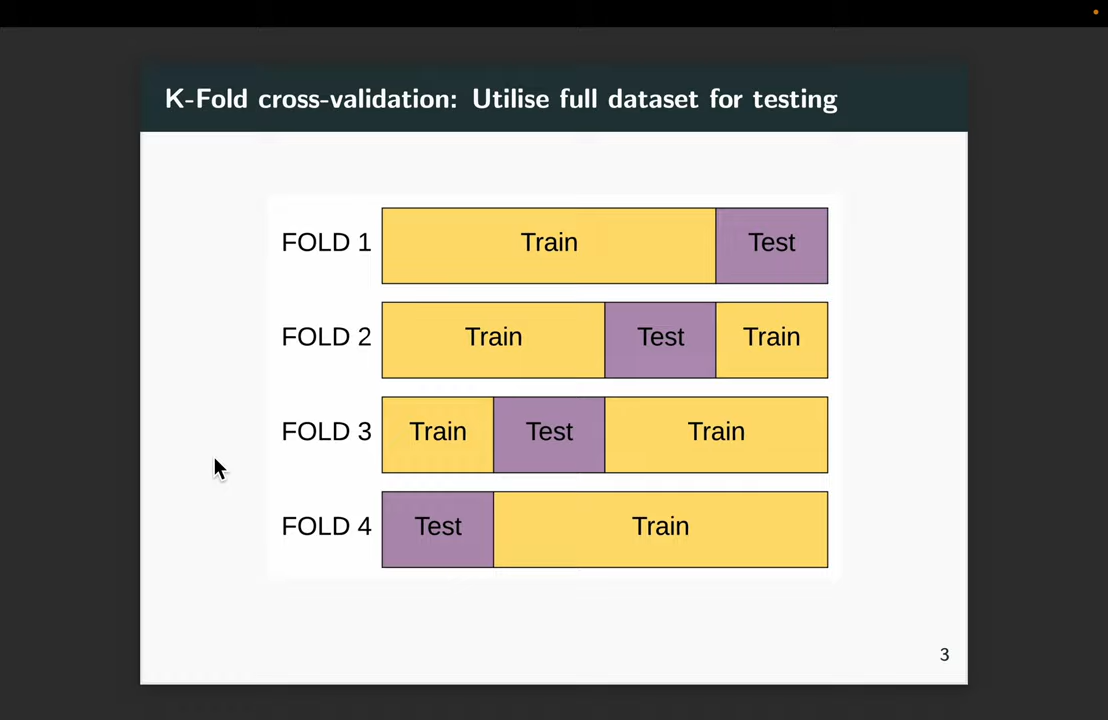 K-Fold cross-validation: Utilise full dataset for testing
FOLD 1 Train Test
FOLD 2 Train Test Train
FOLD 3 Train Test Train
FOLD 4 Test Train
3